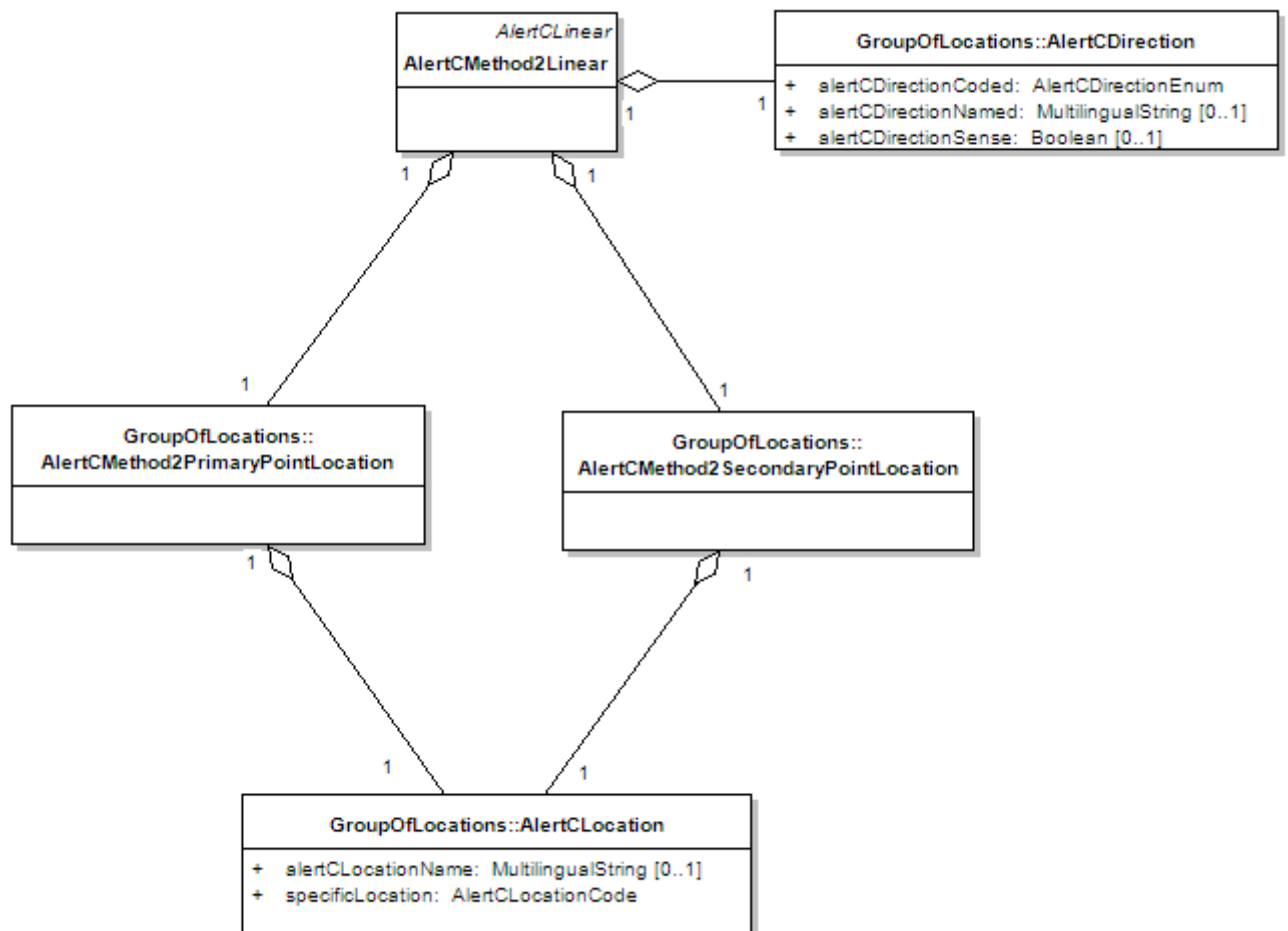 AlertCLinear
AlertCMethod2Linear
GroupOfLocations::AlertCDirection
+ alertCDirectionCoded: AlertCDirectionEnum
+ alertCDirectionNamed: MultilingualString [0..1]
+ alertCDirectionSense: Boolean [0..1]
1
1
1
1
1
1
GroupOfLocations::
AlertCMethod2PrimaryPointLocation
GroupOfLocations::
AlertCMethod2SecondaryPointLocation
1
1
1
1
GroupOfLocations::AlertCLocation
+ alertCLocationName: MultilingualString [0..1]
+ specificLocation: AlertCLocationCode